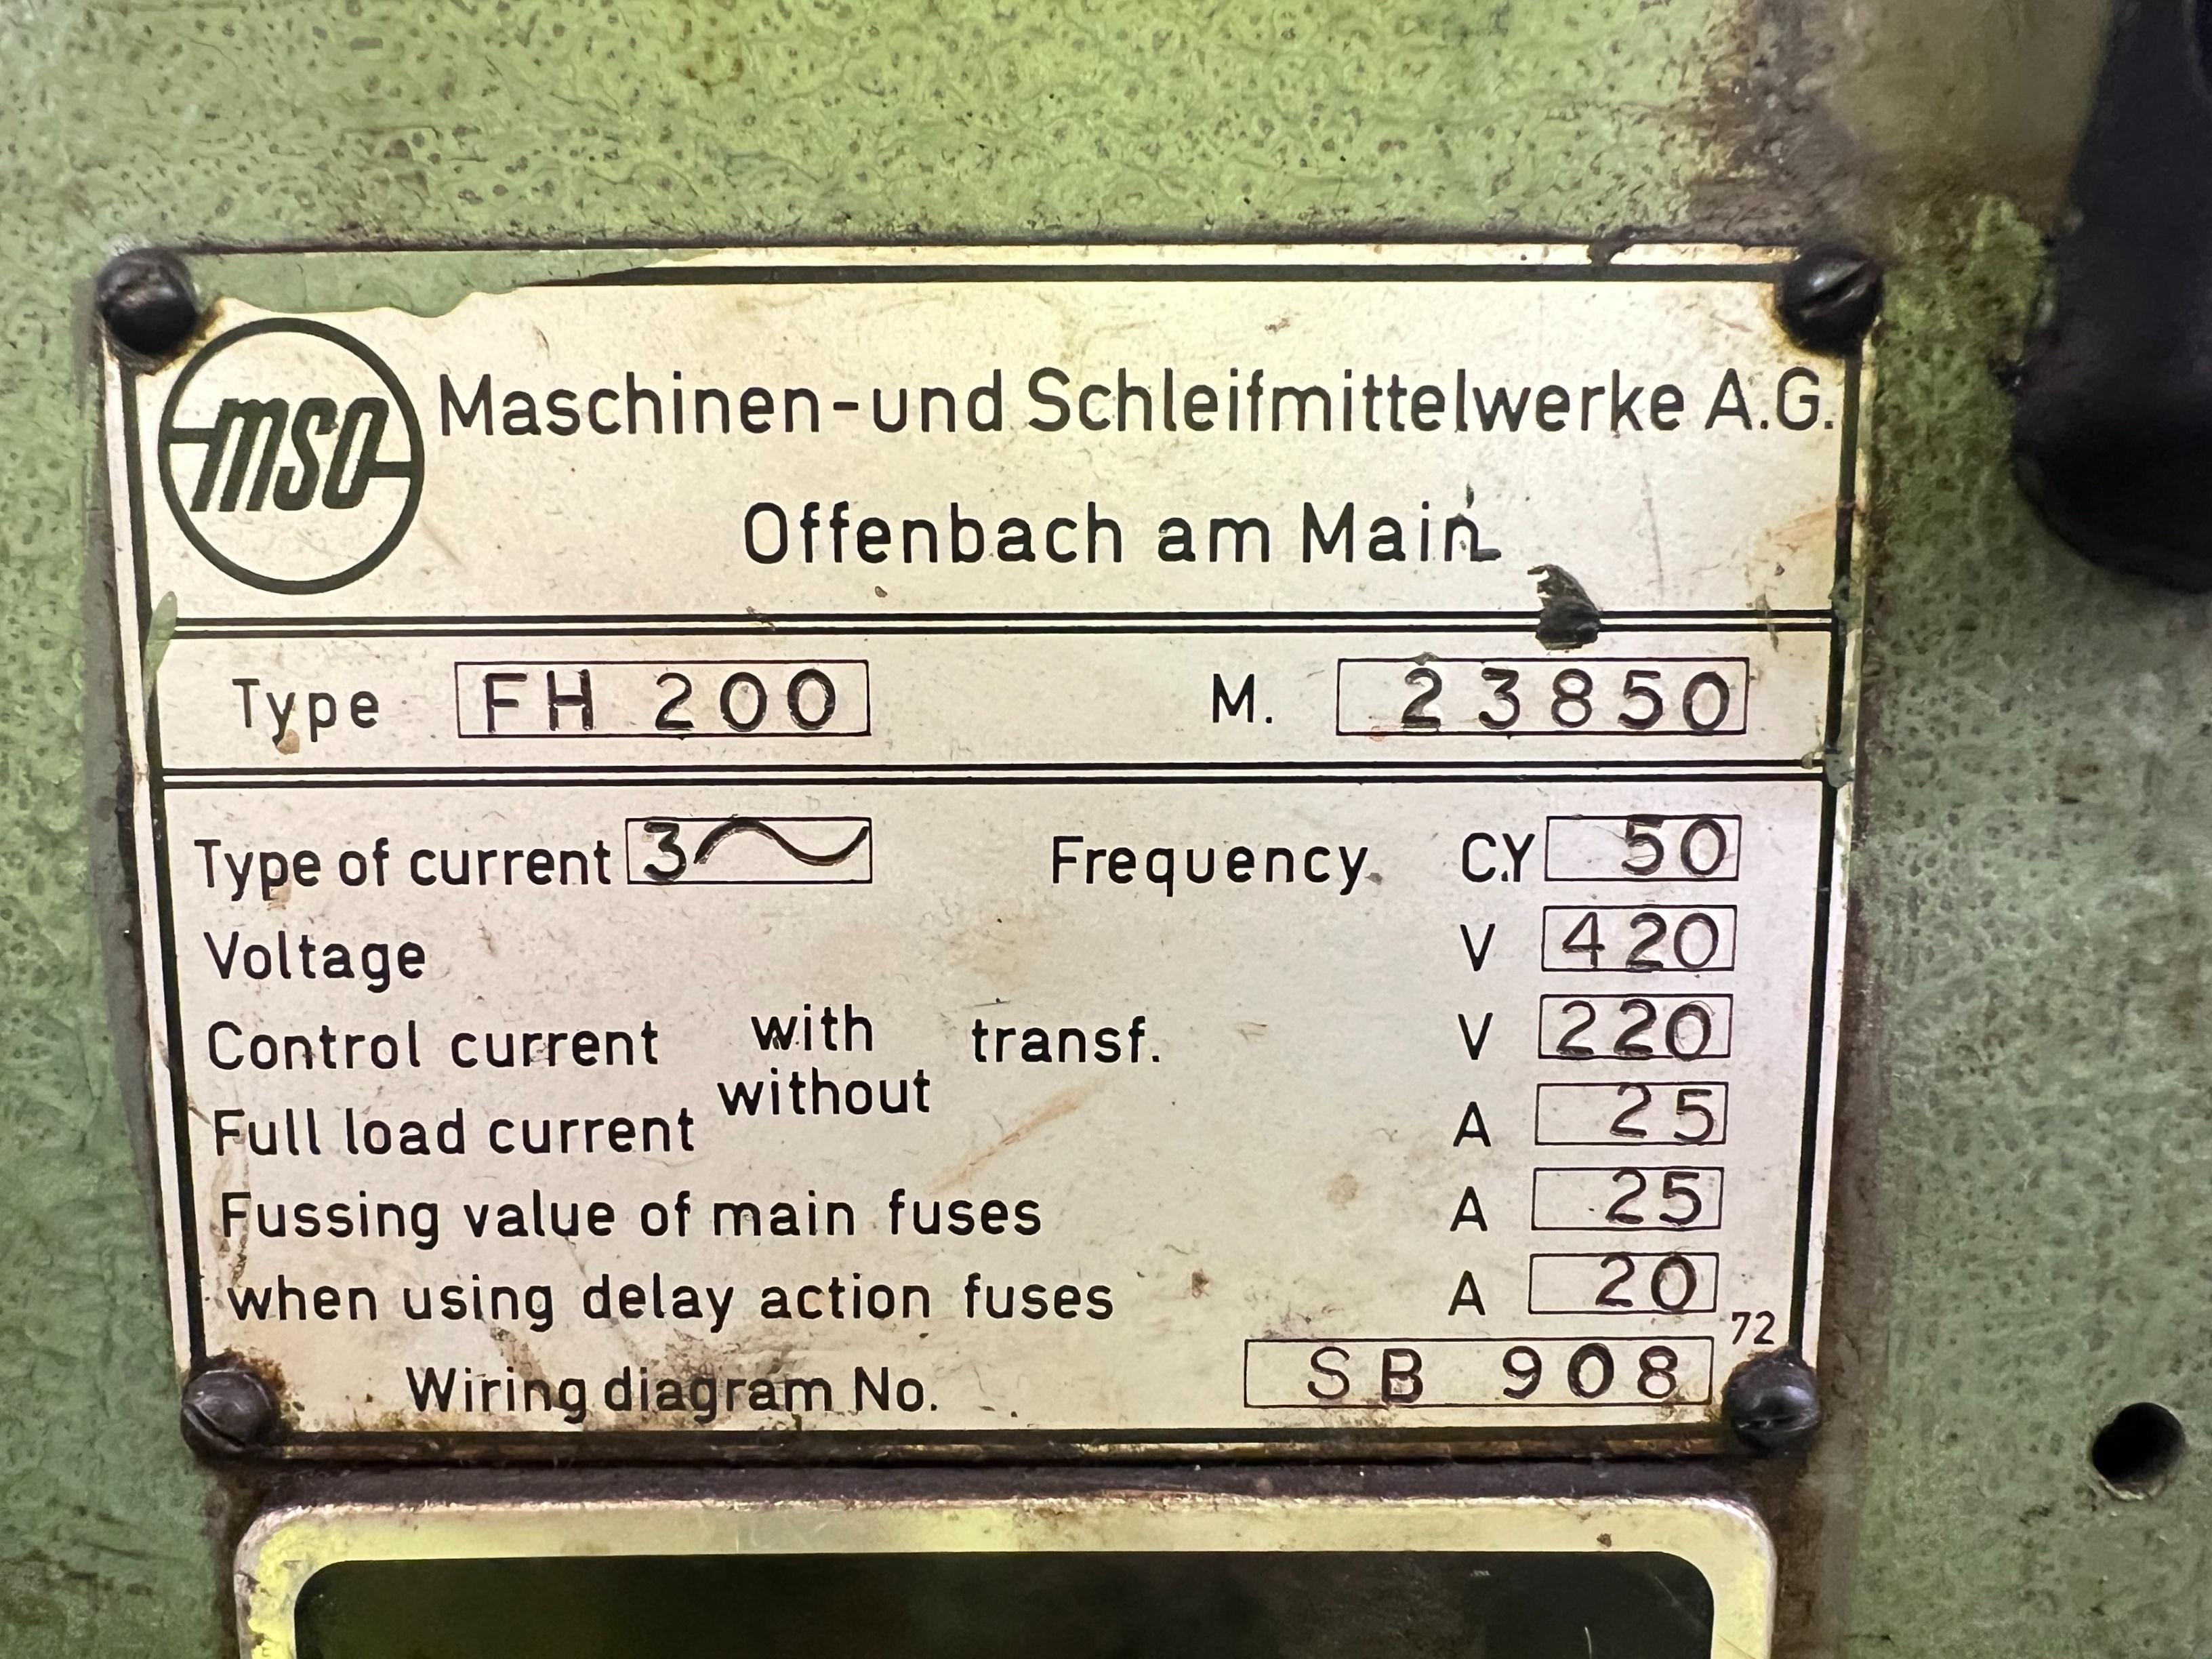 mso Maschinen-und Schleifmittelwerke A.G.
Offenbach am Main
Type FH 200 M. 23850
Type of current 3~ Frequency CY 50
Voltage V 420
Control current with transf. V 220
without
Full load current A 25
Fussing value of main fuses A 25
when using delay action fuses A 20
72
Wiring diagram No. SB 908